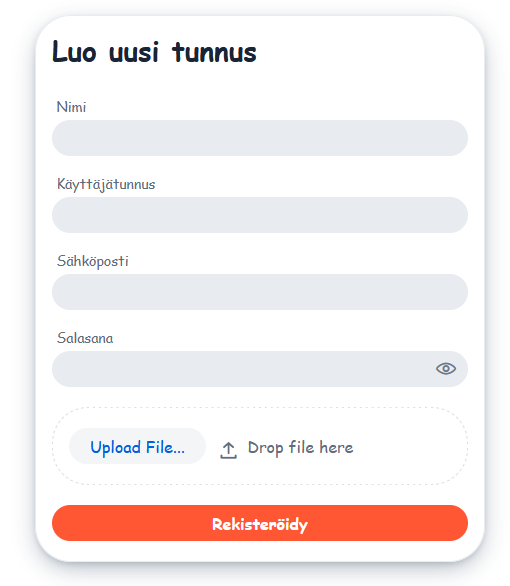 Luo uusi tunnus
Nimi
Käyttäjätunnus
Sähköposti
Salasana
Upload File... Drop file here
Rekisteröidy